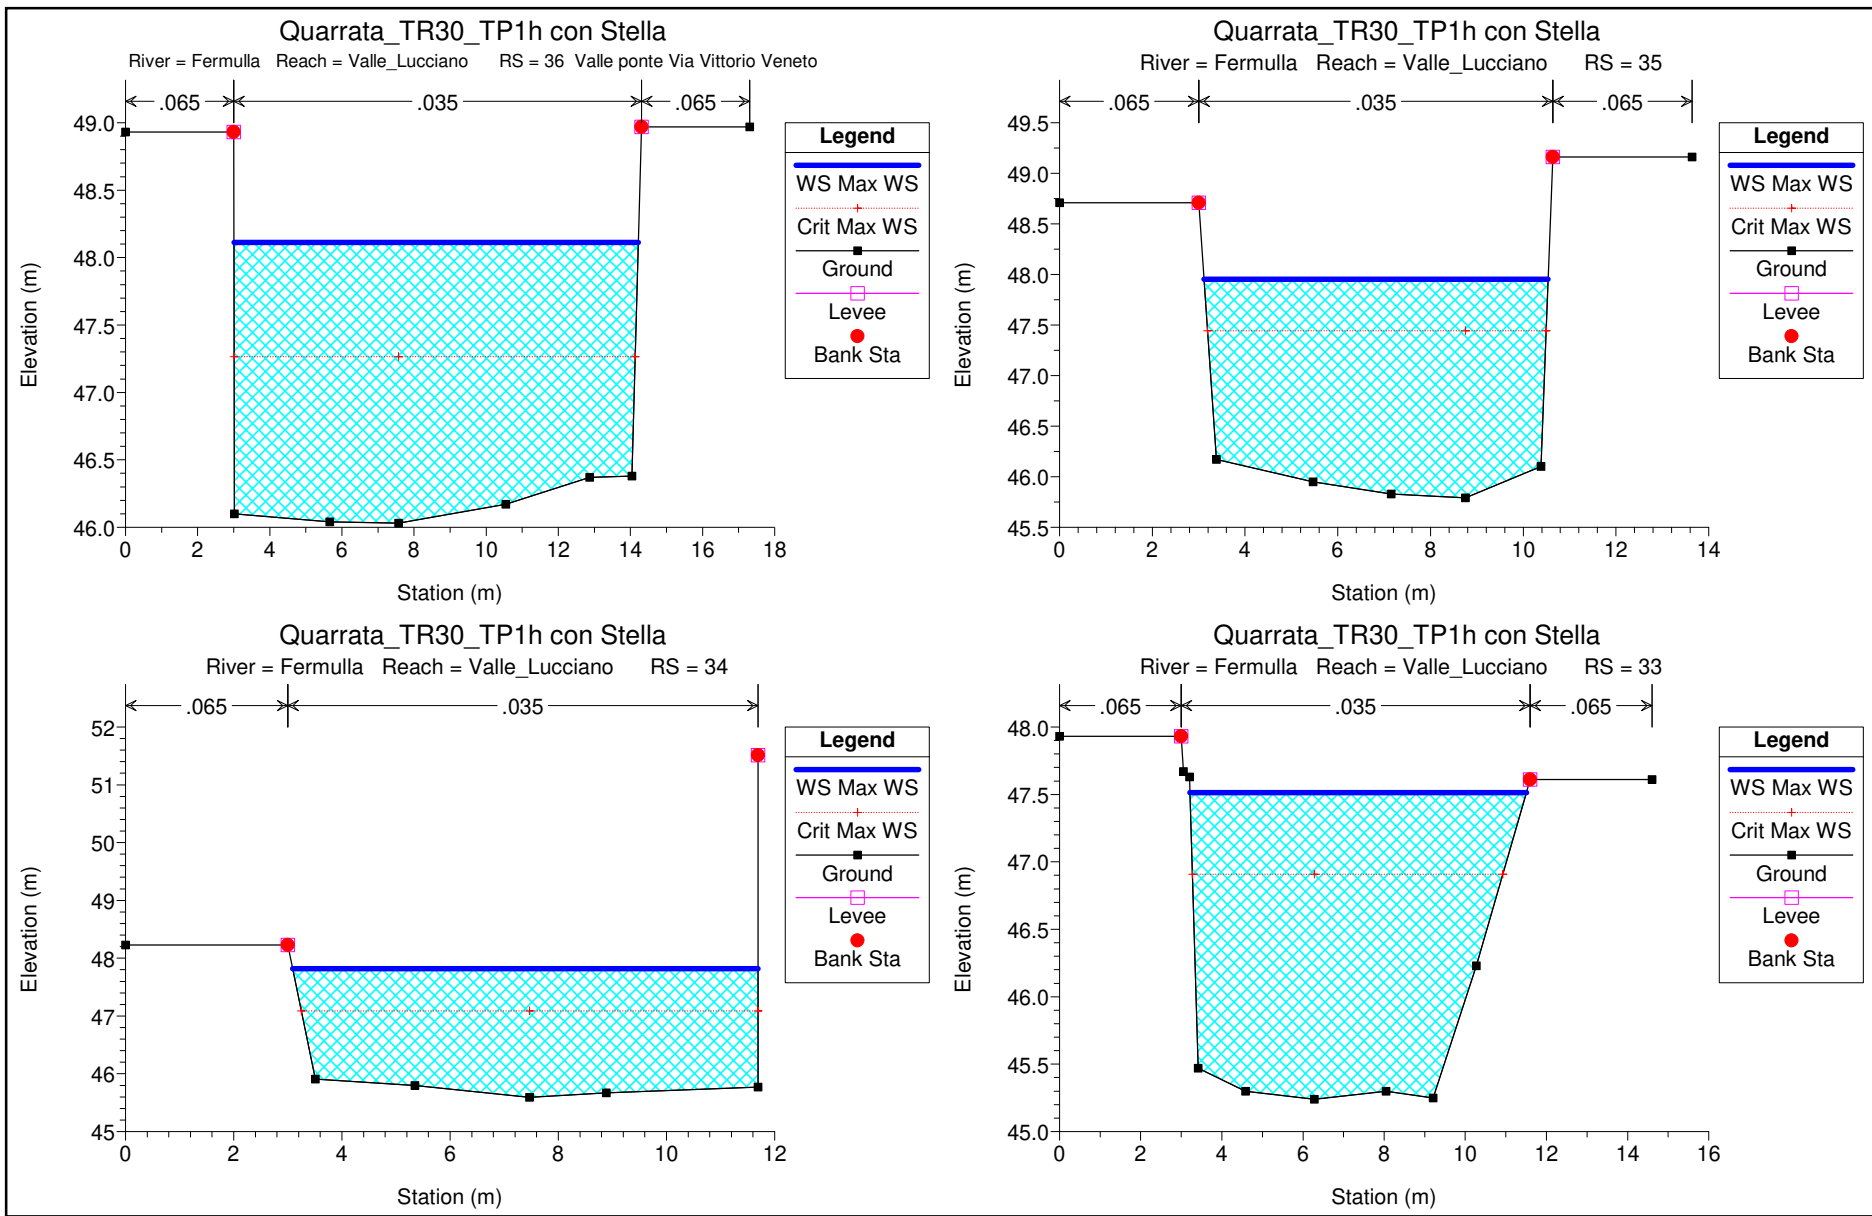 Quarrata_TR30_TP1h con Stella
River = Fermulla Reach = Valle_Lucciano RS = 36 Valle ponte Via Vittorio Veneto
.065 .035 .065
49.0
48.5
48.0
47.5
47.0
46.5
46.0
0 2 4 6 8 10 12 14 16 18
Station (m)
Elevation (m)
Legend
WS Max WS
Crit Max WS
Ground
Levee
Bank Sta
Quarrata_TR30_TP1h con Stella
River = Fermulla Reach = Valle_Lucciano RS = 35
.065 .035 .065
49.5
49.0
48.5
48.0
47.5
47.0
46.5
46.0
45.5
0 2 4 6 8 10 12 14
Station (m)
Elevation (m)
Legend
WS Max WS
Crit Max WS
Ground
Levee
Bank Sta
Quarrata_TR30_TP1h con Stella
River = Fermulla Reach = Valle_Lucciano RS = 34
.065 .035
52
51
50
49
48
47
46
45
0 2 4 6 8 10 12
Station (m)
Elevation (m)
Legend
WS Max WS
Crit Max WS
Ground
Levee
Bank Sta
Quarrata_TR30_TP1h con Stella
River = Fermulla Reach = Valle_Lucciano RS = 33
.065 .035 .065
48.0
47.5
47.0
46.5
46.0
45.5
45.0
0 2 4 6 8 10 12 14 16
Station (m)
Elevation (m)
Legend
WS Max WS
Crit Max WS
Ground
Levee
Bank Sta